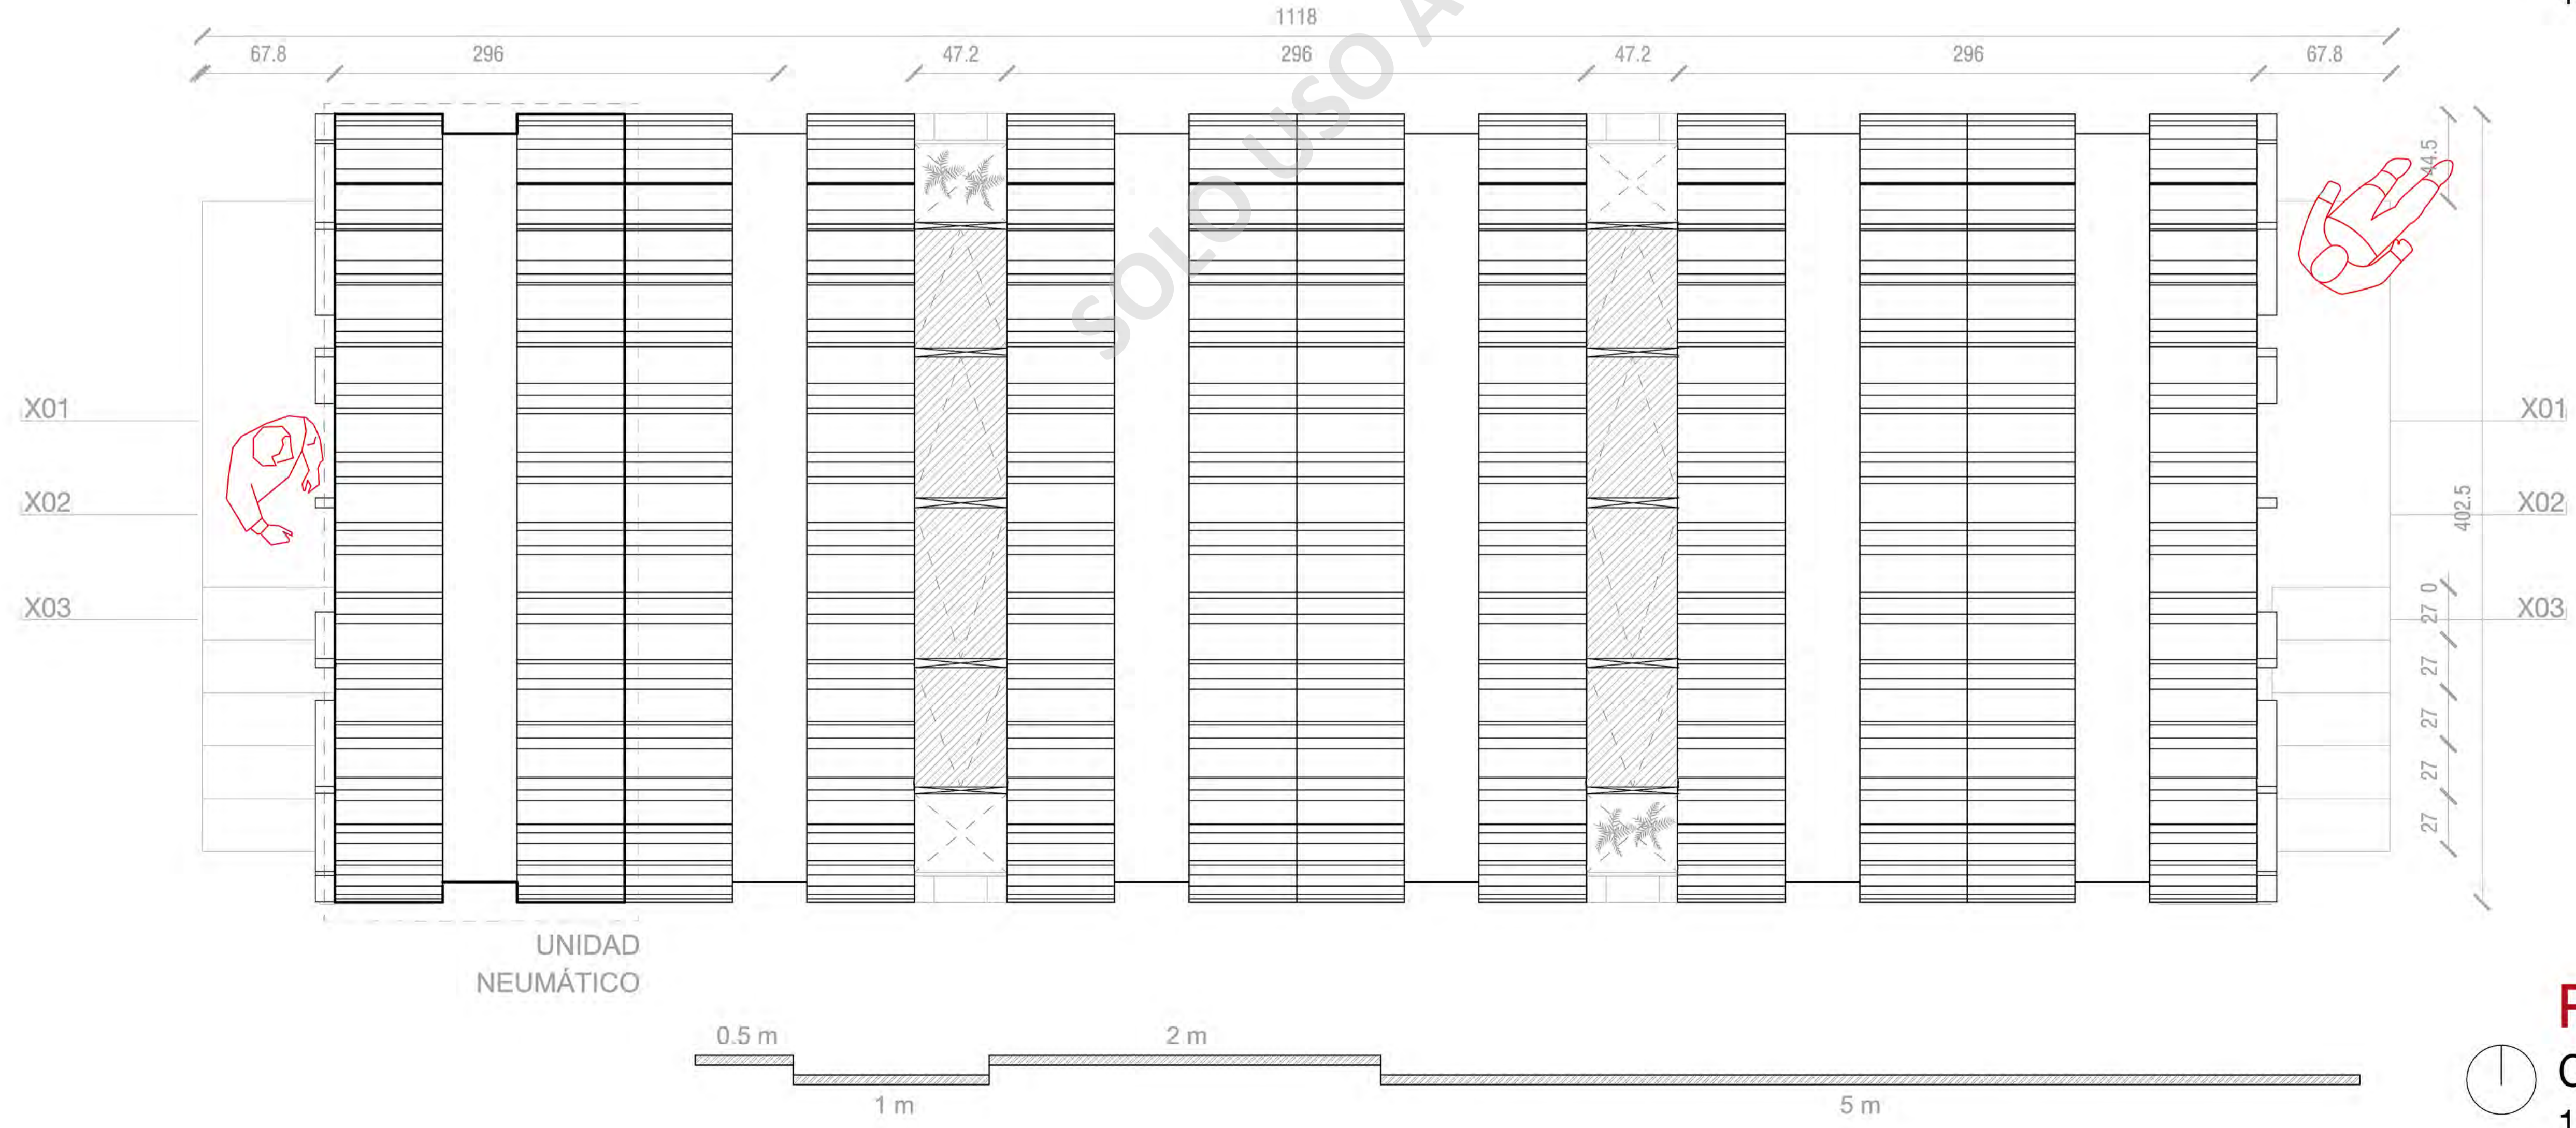 1118
67.8 296 47.2 296 47.2 296 67.8
SOLO USO A
44.5
X01 X01
402.5
X02 X02
0
X03 27 X03
27
27
27
27
UNIDAD
NEUMÁTICO
0.5 m 2 m
1 m 5 m